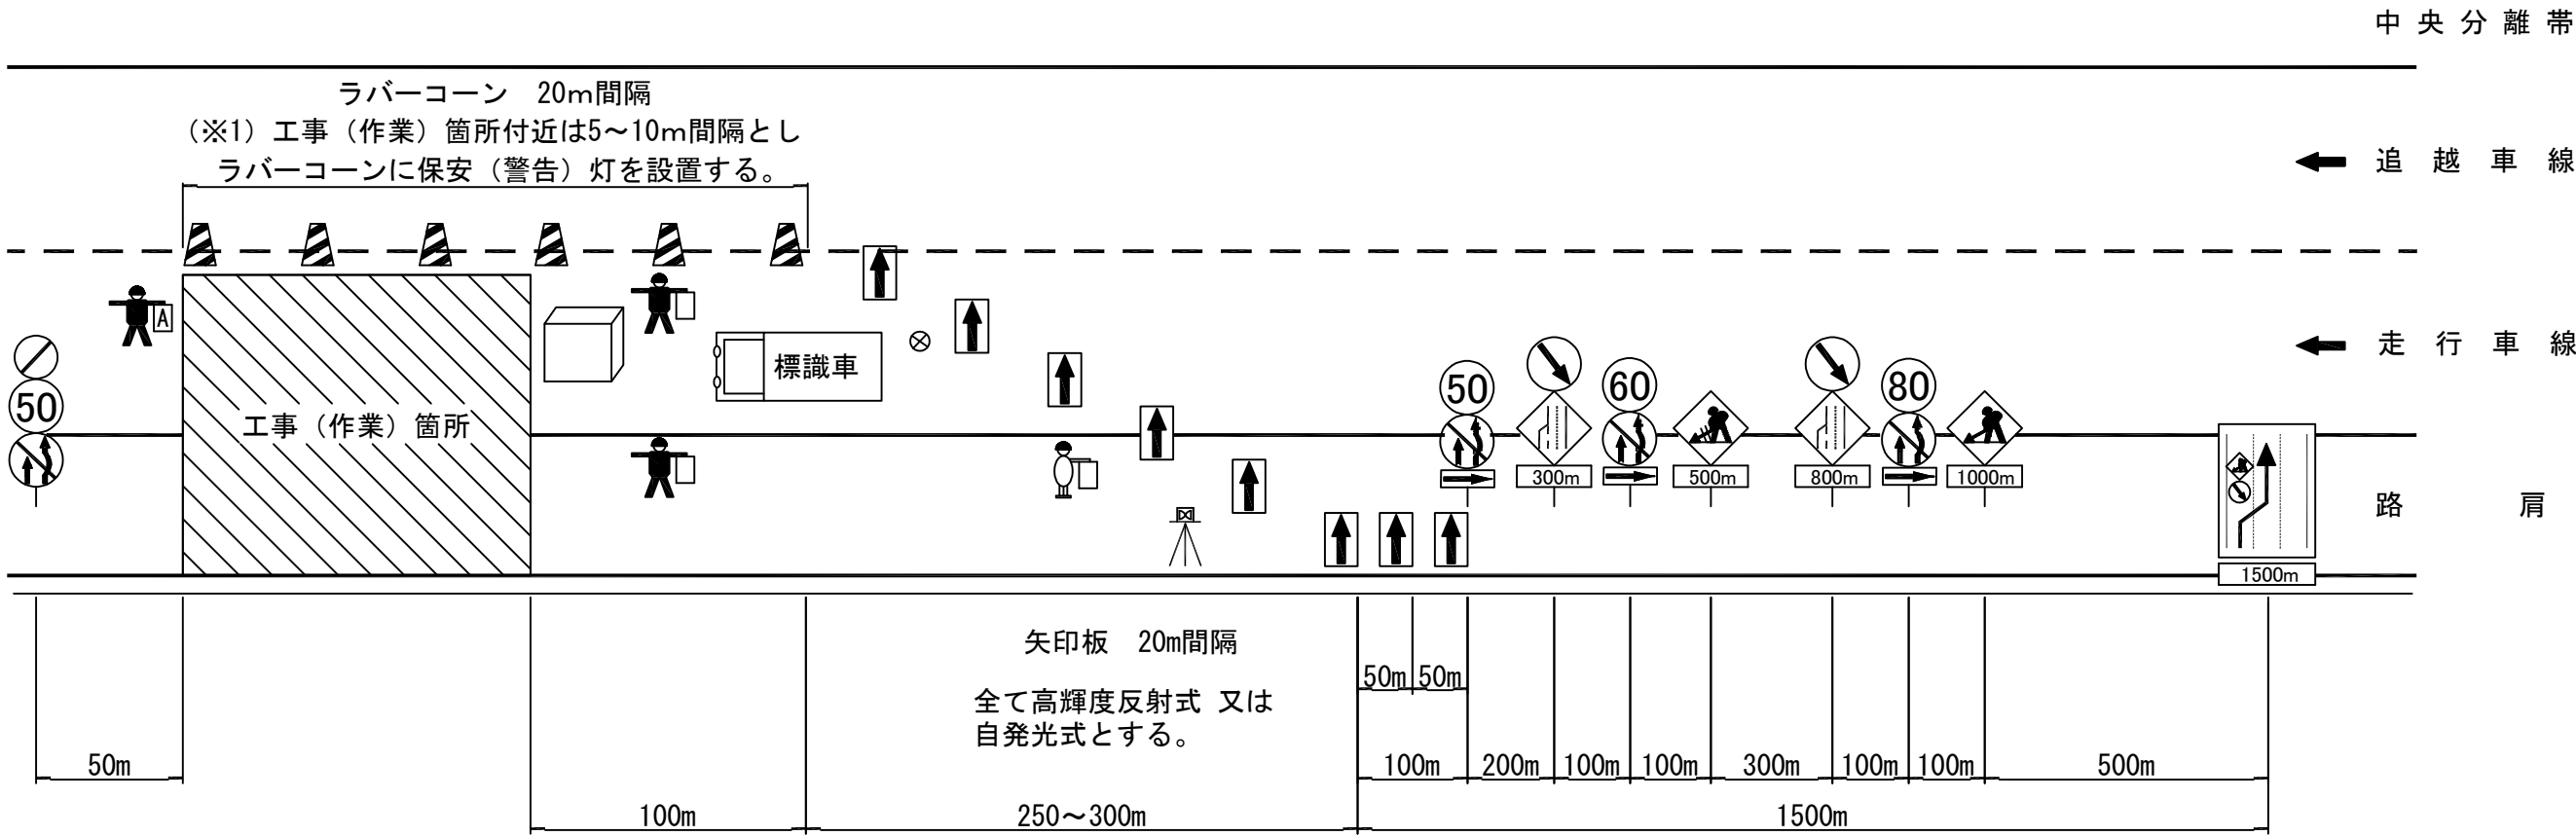 中央分離帯
ラバーコーン 20m間隔
(※1)工事(作業)箇所付近は5~10m間隔とし
ラバーコーンに保安(警告)灯を設置する。
追越車線
走行車線
A
標識車
50
50
60
80
工事(作業)箇所
300m
500m
800m
1000m
路肩
1500m
矢印板 20m間隔
50m
50m
全て高輝度反射式 又は
自発光式とする。
50m
100m
200m
100m
100m
300m
100m
100m
500m
100m
250~300m
1500m